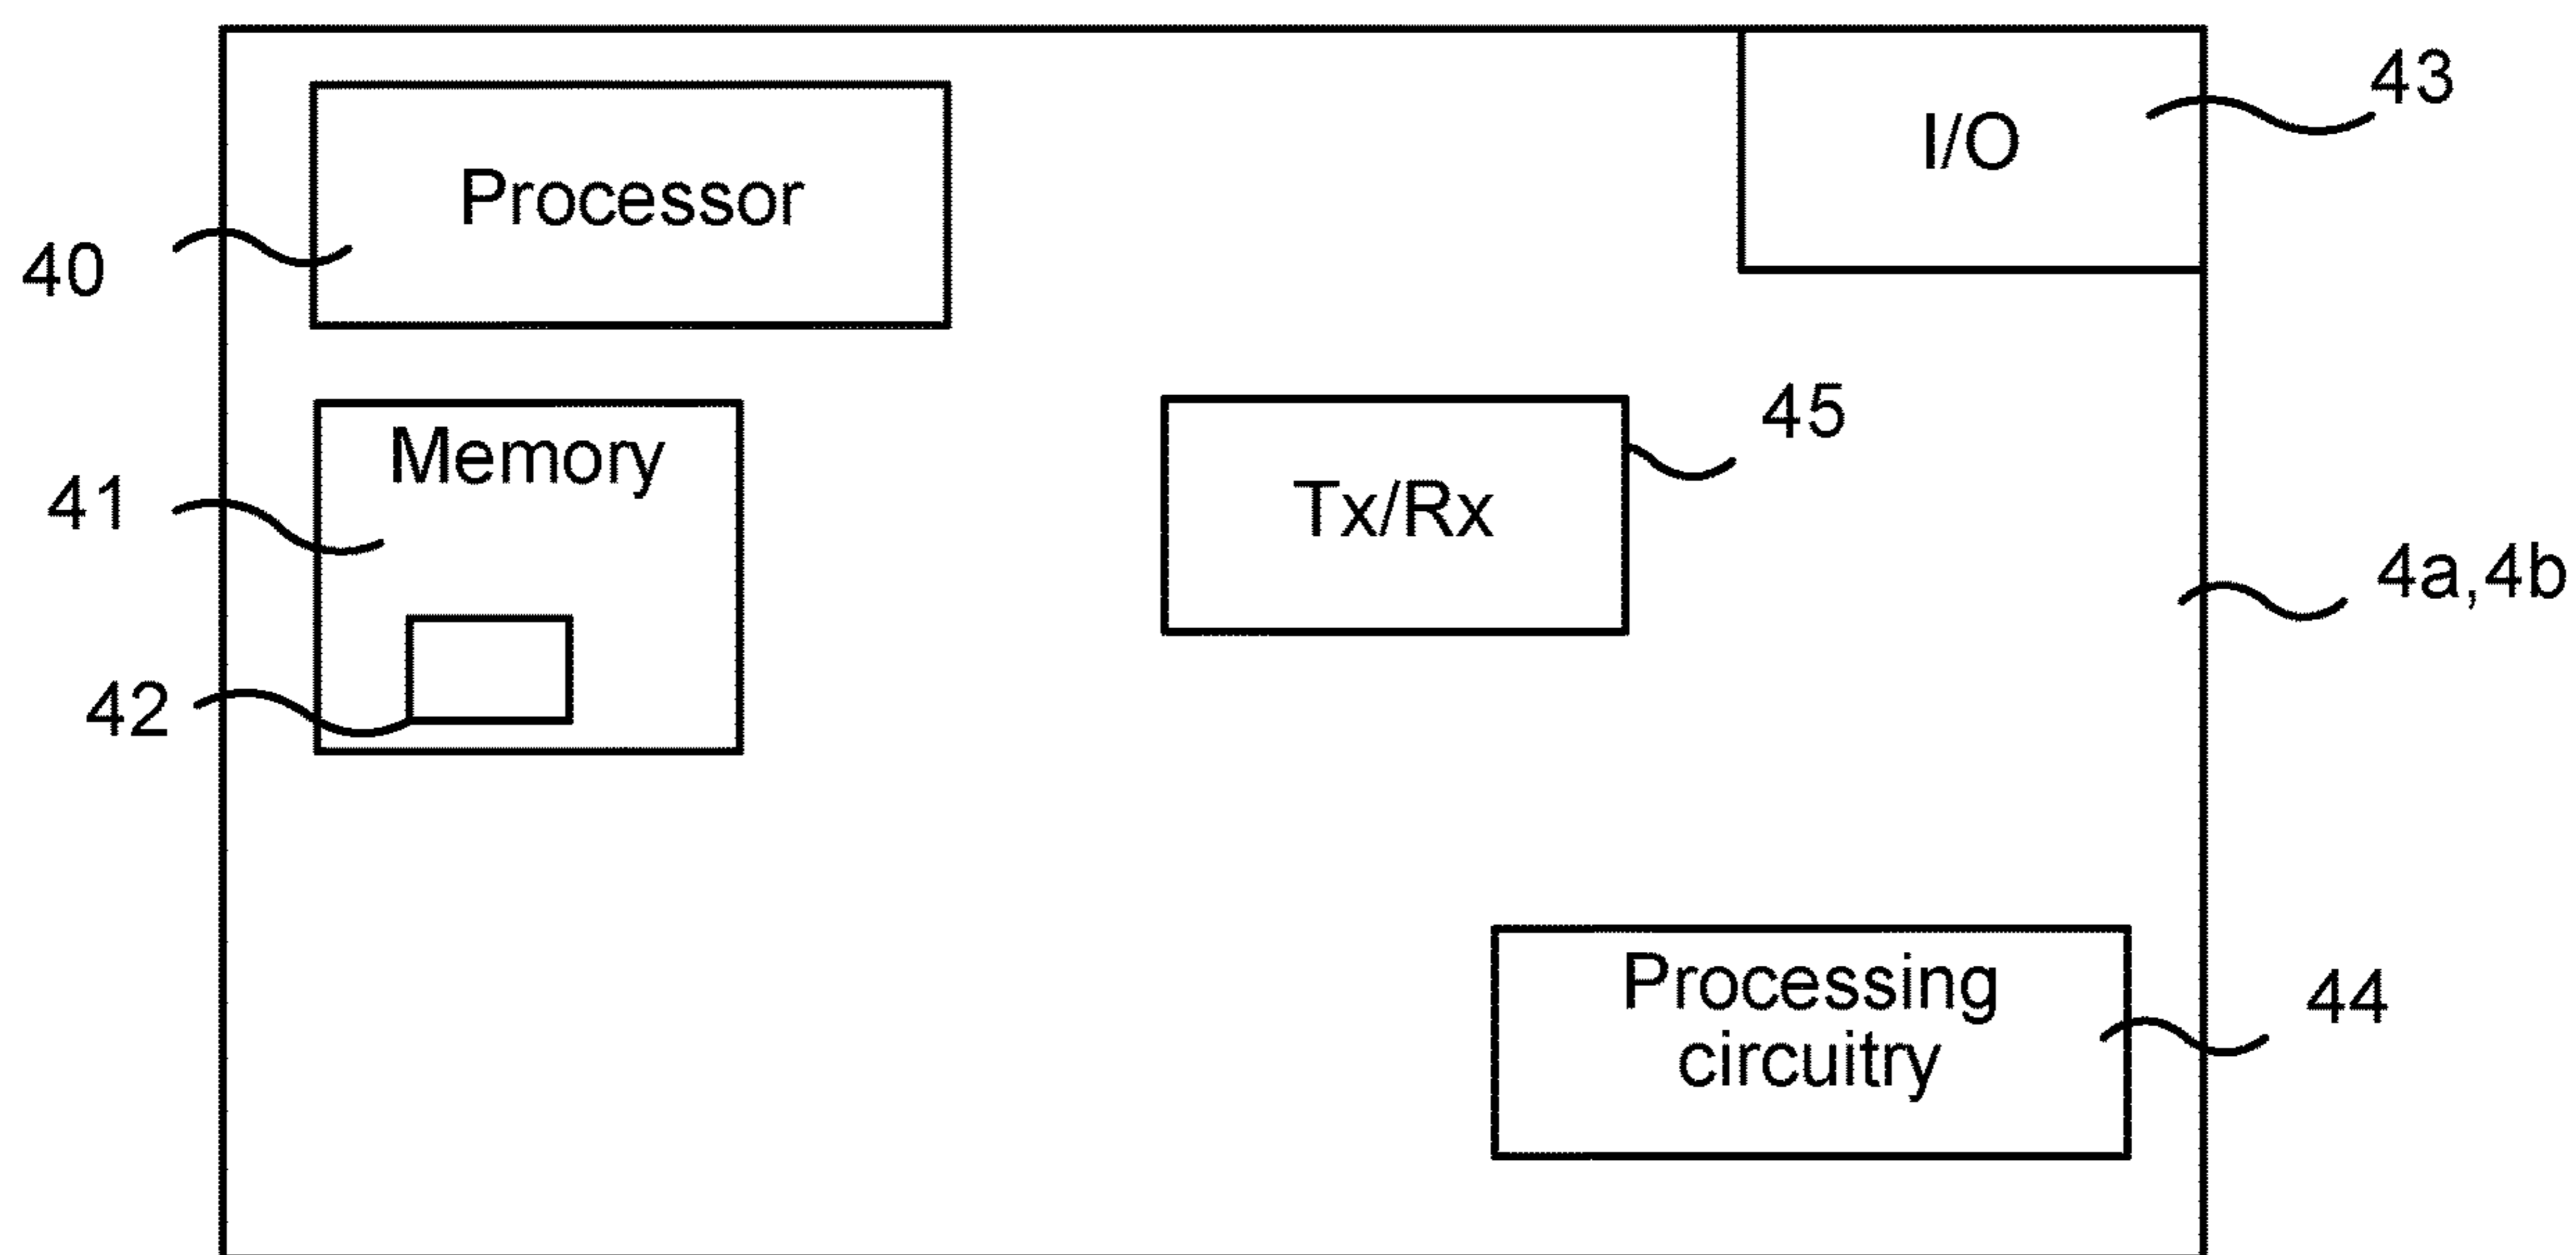 43
I/O
Processor
40
45
Memory
Tx/Rx
41
4a,4b
42
Processing
circuitry
44